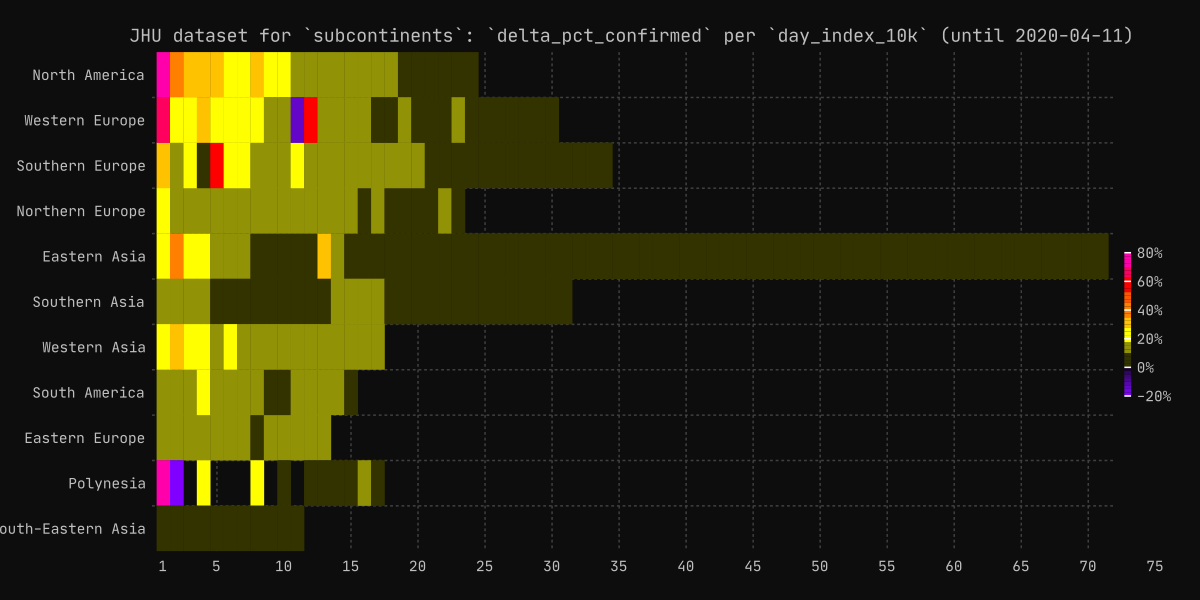 JHU dataset for `subcontinents`: `delta_pct_confirmed` per `day_index_10k` (until 2020-04-11)
North America
Western Europe
Southern Europe
Northern Europe
Eastern Asia
Southern Asia
Western Asia
South America
Eastern Europe
Polynesia
outh-Eastern Asia
80%
60%
40%
20%
0%
-20%
1 5 10 15 20 25 30 35 40 45 50 55 60 65 70 75